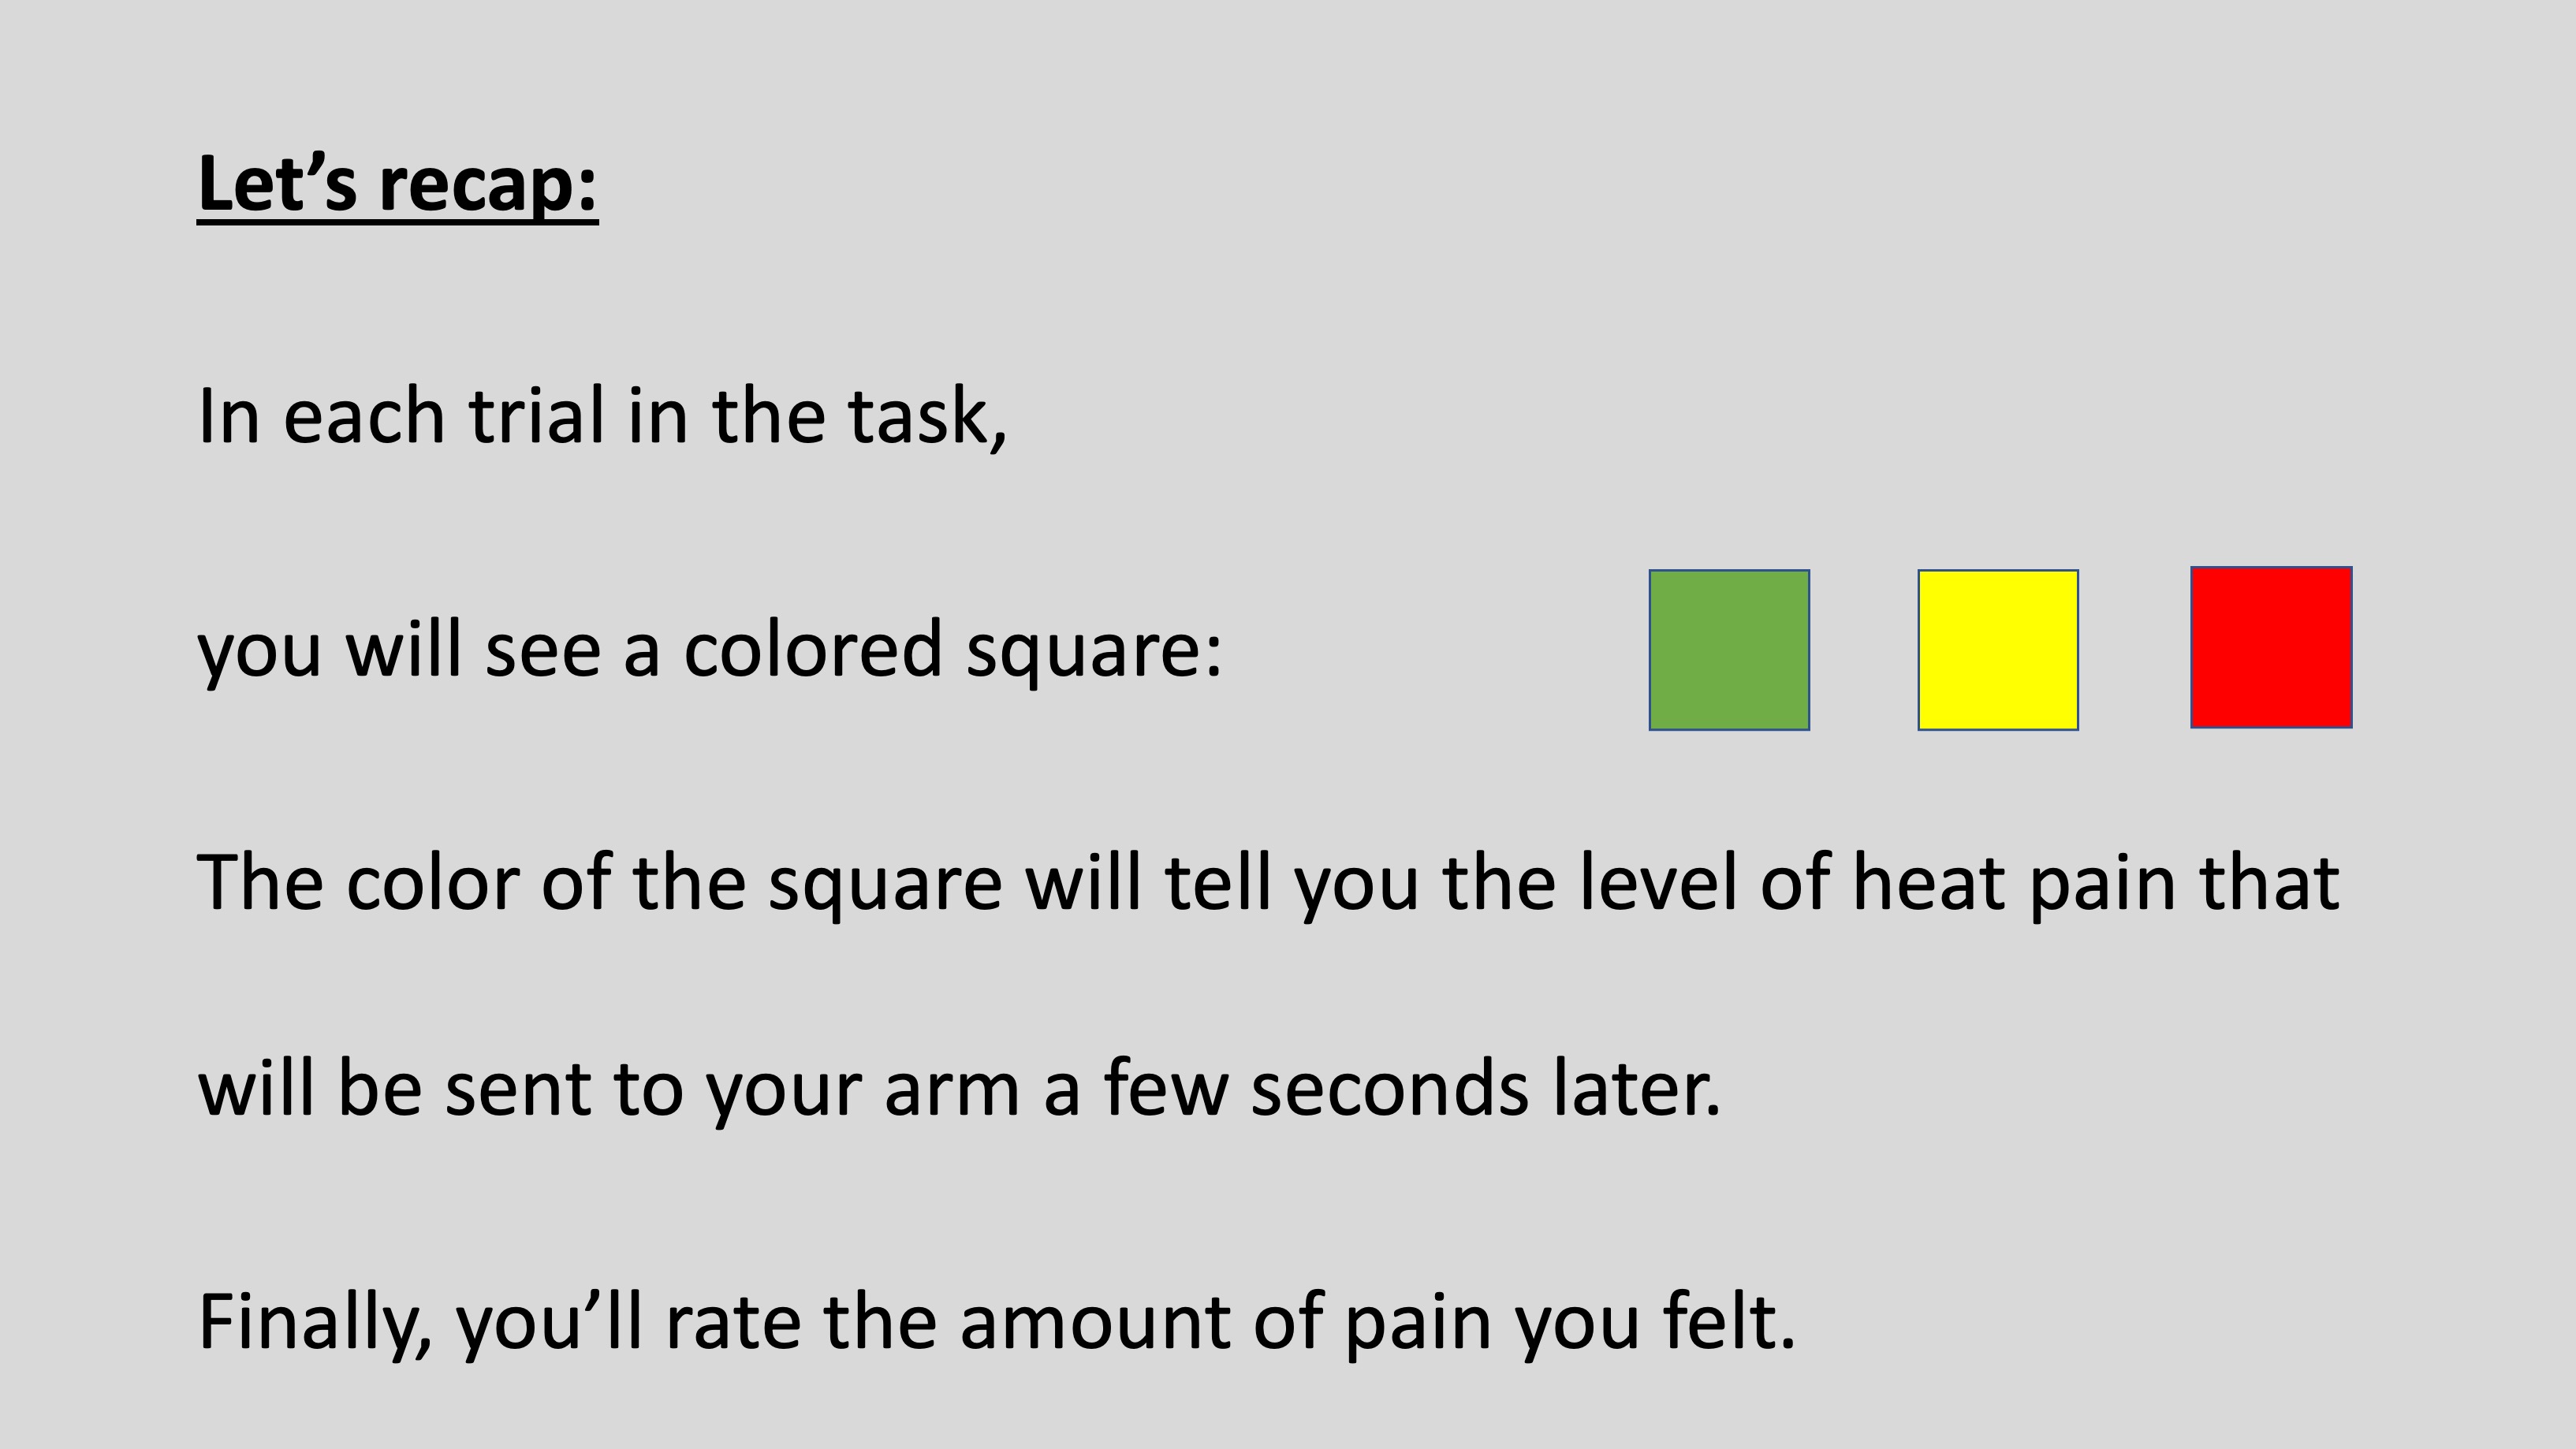 Let’s recap:
In each trial in the task,
you will see a colored square:
The color of the square will tell you the level of heat pain that
will be sent to your arm a few seconds later.
Finally, you’ll rate the amount of pain you felt.